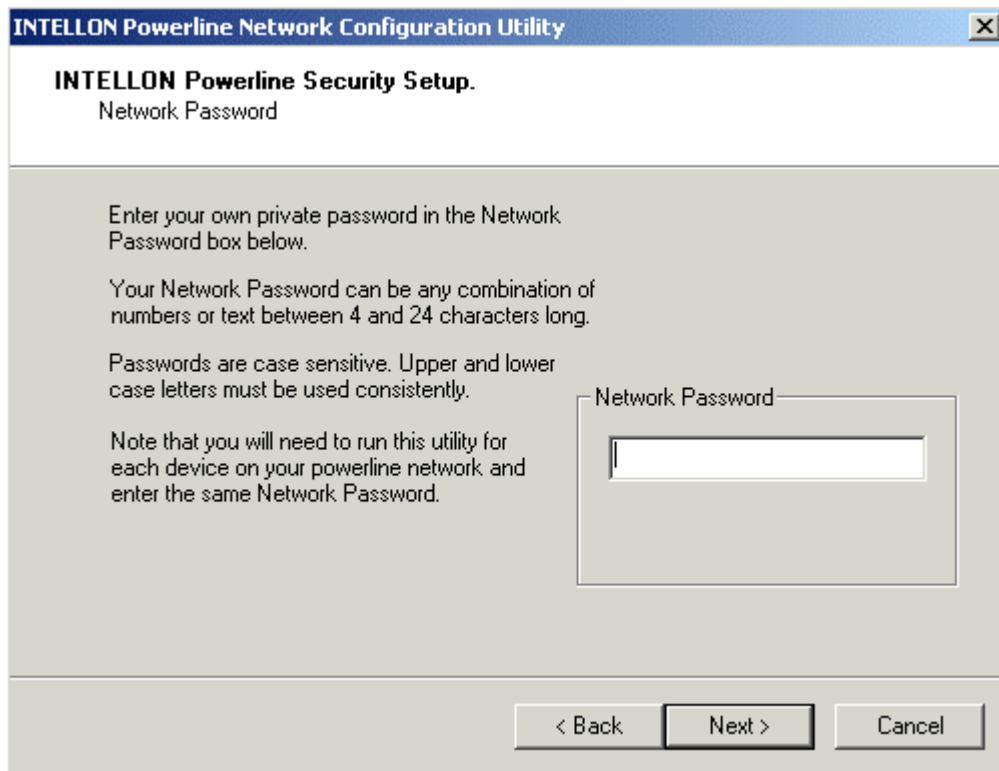 INTELLON Powerline Network Configuration Utility
INTELLON Powerline Security Setup.
Network Password
Enter your own private password in the Network
Password box below.
Your Network Password can be any combination of
numbers or text between 4 and 24 characters long.
Passwords are case sensitive. Upper and lower
case letters must be used consistently.
Note that you will need to run this utility for
each device on your powerline network and
enter the same Network Password.
Network Password
< Back
Next >
Cancel